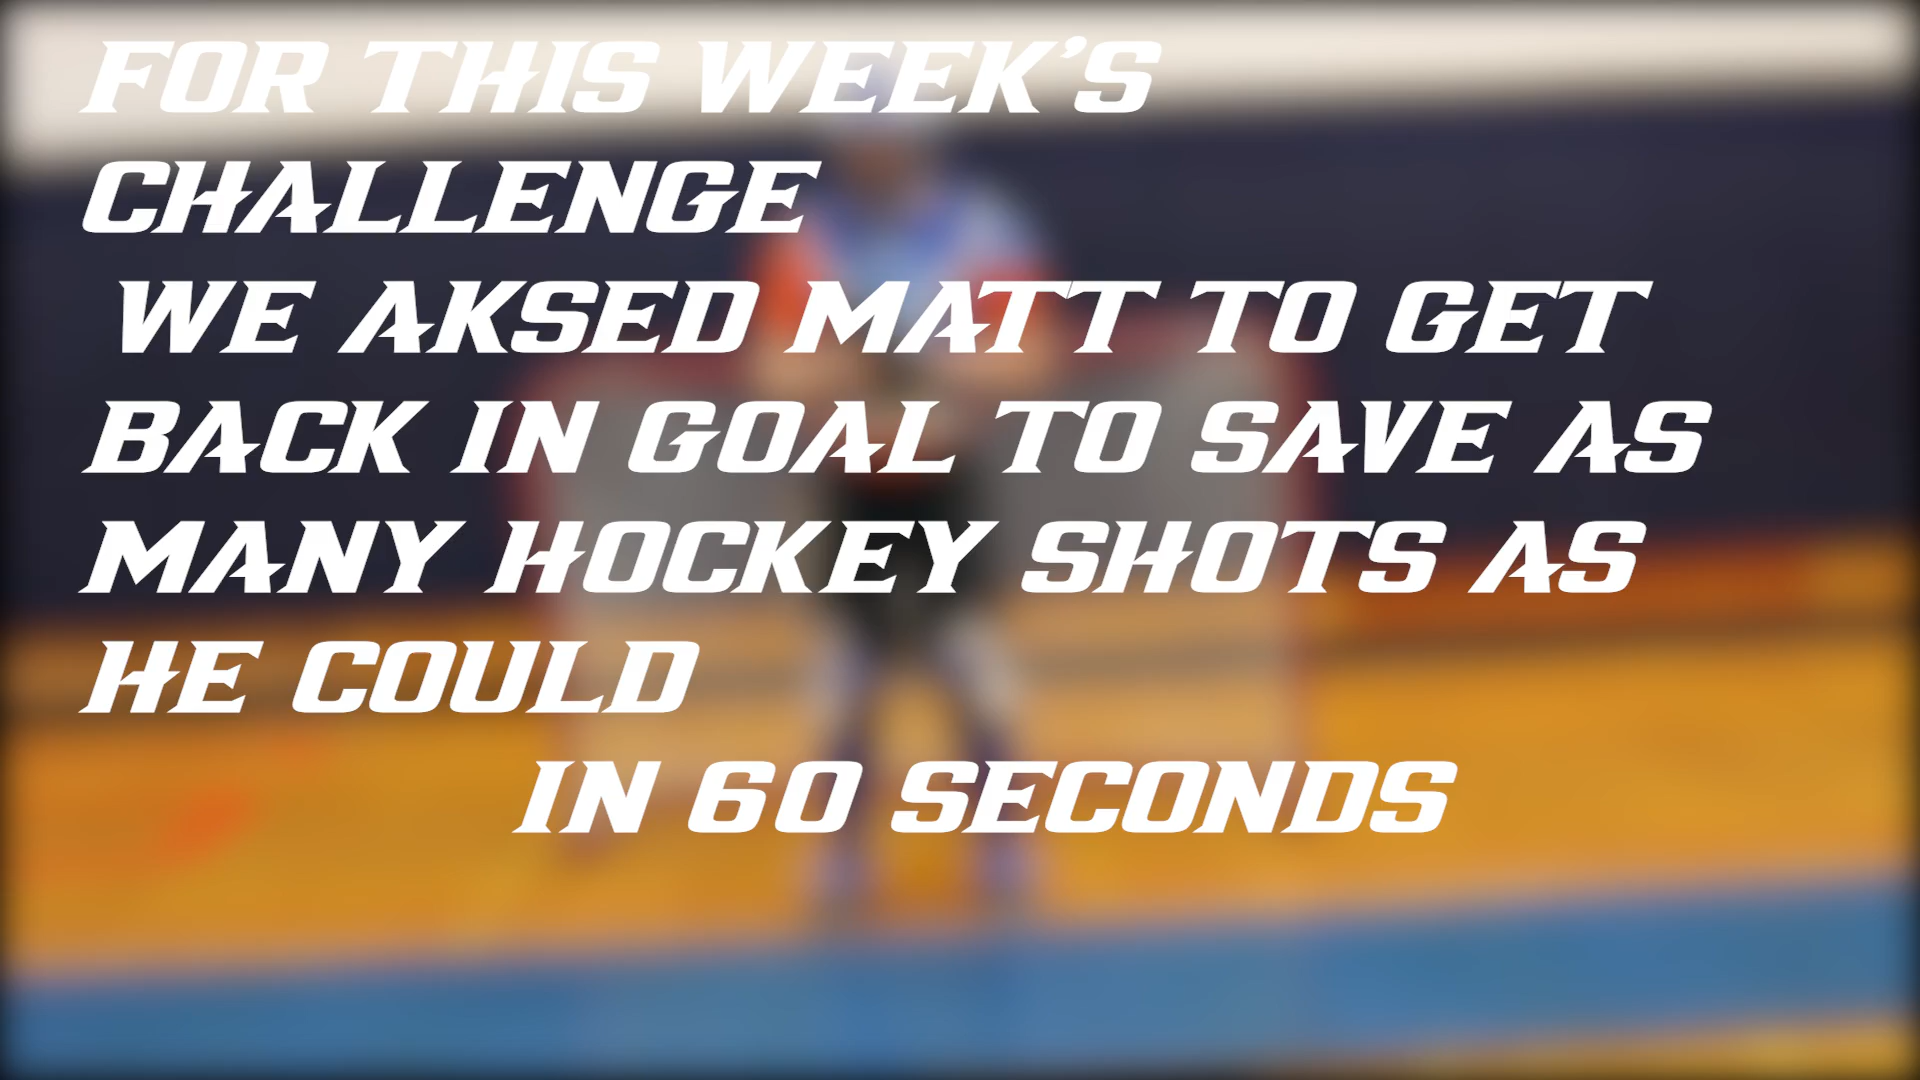 FOR THIS WEEK'S
CHALLENGE
WE AKSED MATT TO GET
BACK IN GOAL TO SAVE AS
MANY HOCKEY SHOTS AS
HE COULD
IN 60 SECONDS